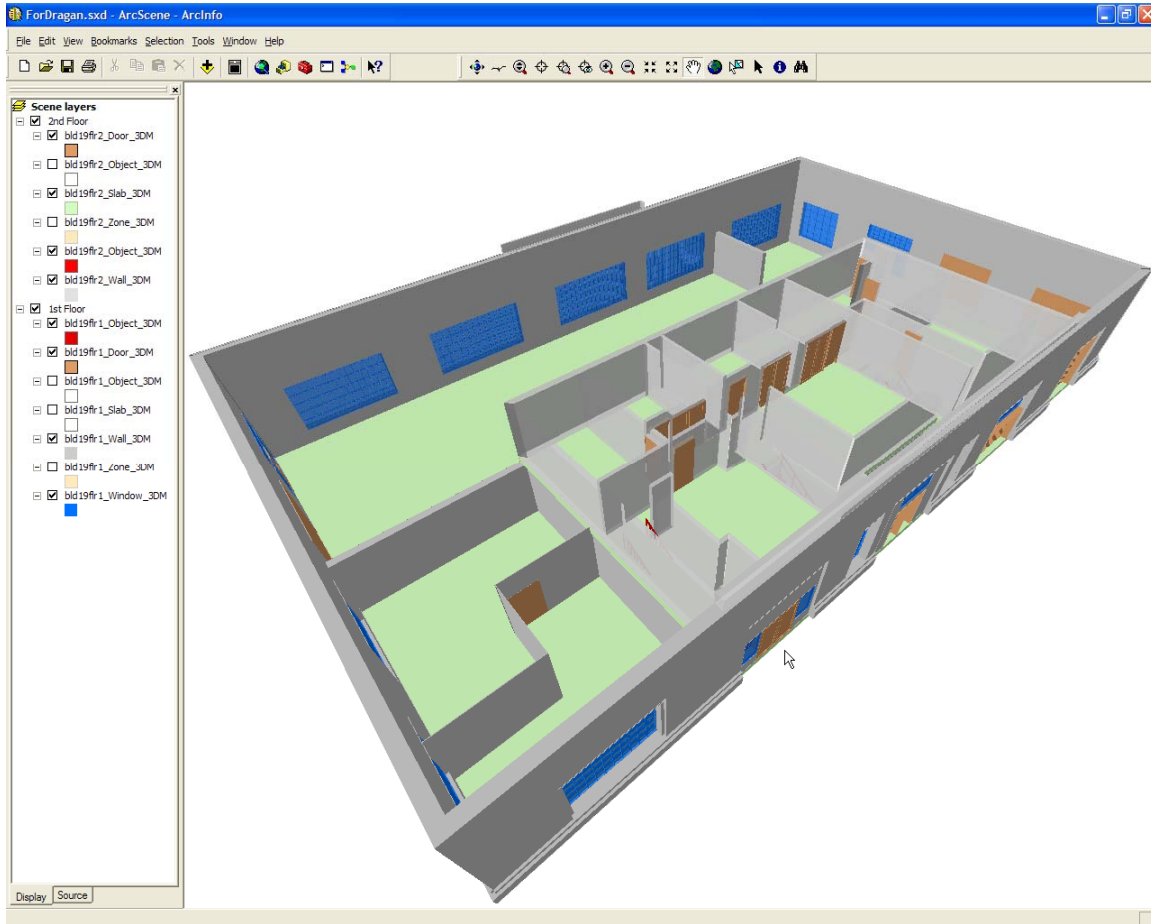 ForDragan.sxd - ArcScene - ArcInfo
File Edit View Bookmarks Selection Tools Window Help
Scene layers
2nd Floor
bld19flr2_Door_3DM
bld19flr2_Object_3DM
bld19flr2_Slab_3DM
bld19flr2_Zone_3DM
bld19flr2_Object_3DM
bld19flr2_Wall_3DM
1st Floor
bld19flr1_Object_3DM
bld19flr1_Door_3DM
bld19flr1_Object_3DM
bld19flr1_Slab_3DM
bld19flr1_Wall_3DM
bld19flr1_Zone_3DM
bld19flr1_Window_3DM
Display Source